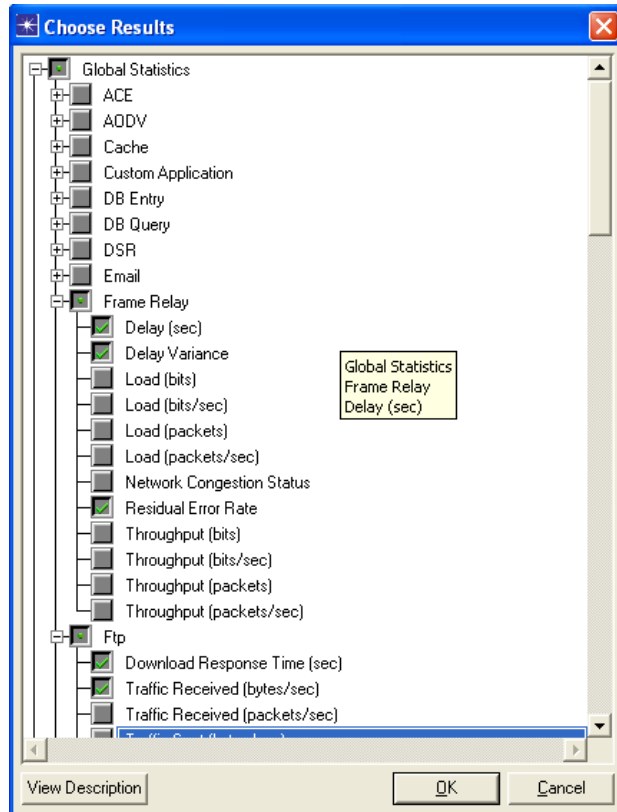 Choose Results
Global Statistics
ACE
AODV
Cache
Custom Application
DB Entry
DB Query
DSR
Email
Frame Relay
Delay (sec)
Delay Variance
Load (bits)
Load (bits/sec)
Load (packets)
Load (packets/sec)
Network Congestion Status
Residual Error Rate
Throughput (bits)
Throughput (bits/sec)
Throughput (packets)
Throughput (packets/sec)
Global Statistics
Frame Relay
Delay (sec)
Ftp
Download Response Time (sec)
Traffic Received (bytes/sec)
Traffic Received (packets/sec)
View Description
OK
Cancel